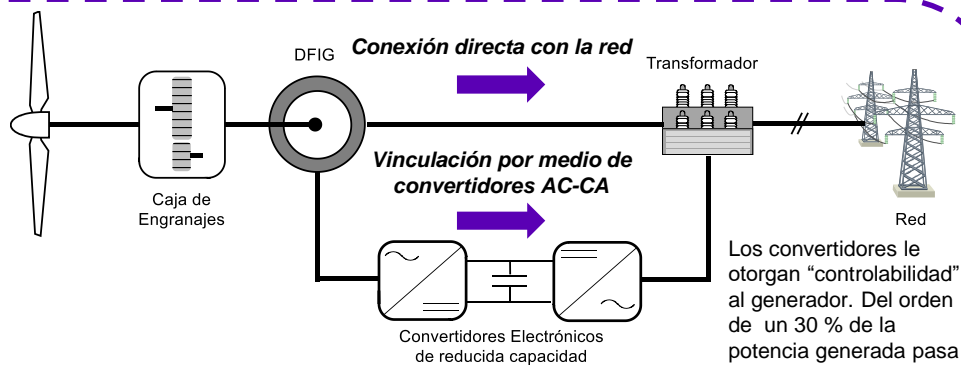 Conexión directa con la red
DFIG
Transformador
Vinculación por medio de
convertidores AC-CA
Caja de
Engranajes
Red
Los convertidores le
otorgan “controlabilidad”
al generador. Del orden
de un 30 % de la
potencia generada pasa
Convertidores Electrónicos
de reducida capacidad